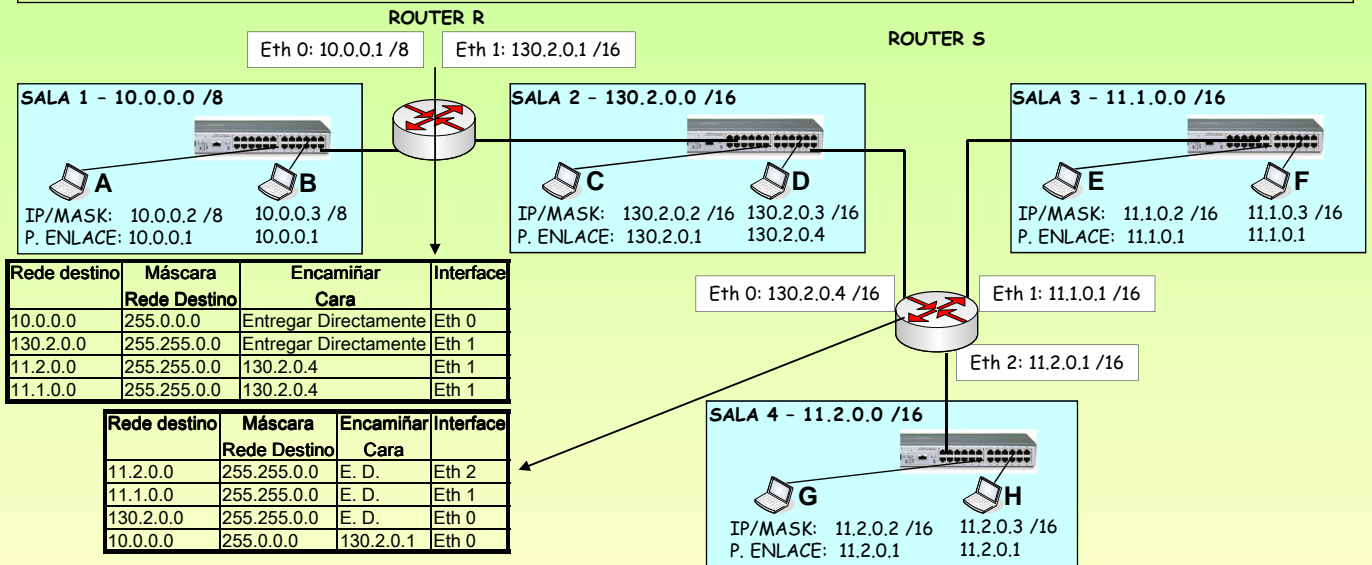 ROUTER R
ROUTER S
Eth 0: 10.0.0.1 /8
Eth 1: 130.2.0.1 /16
SALA 1 – 10.0.0.0 /8
A
B
IP/MASK: 10.0.0.2 /8 10.0.0.3 /8
P. ENLACE: 10.0.0.1 10.0.0.1
SALA 2 – 130.2.0.0 /16
C
D
IP/MASK: 130.2.0.2 /16 130.2.0.3 /16
P. ENLACE: 130.2.0.1 130.2.0.4
SALA 3 – 11.1.0.0 /16
E
F
IP/MASK: 11.1.0.2 /16 11.1.0.3 /16
P. ENLACE: 11.1.0.1 11.1.0.1
Rede destino Máscara Encamiñar Interface
Rede Destino Cara
10.0.0.0 255.0.0.0 Entregar Directamente Eth 0
130.2.0.0 255.255.0.0 Entregar Directamente Eth 1
11.2.0.0 255.255.0.0 130.2.0.4 Eth 1
11.1.0.0 255.255.0.0 130.2.0.4 Eth 1
Eth 0: 130.2.0.4 /16
Eth 1: 11.1.0.1 /16
Eth 2: 11.2.0.1 /16
Rede destino Máscara Encamiñar Interface
Rede Destino Cara
11.2.0.0 255.255.0.0 E. D. Eth 2
11.1.0.0 255.255.0.0 E. D. Eth 1
130.2.0.0 255.255.0.0 E. D. Eth 0
10.0.0.0 255.0.0.0 130.2.0.1 Eth 0
SALA 4 – 11.2.0.0 /16
G
H
IP/MASK: 11.2.0.2 /16 11.2.0.3 /16
P. ENLACE: 11.2.0.1 11.2.0.1